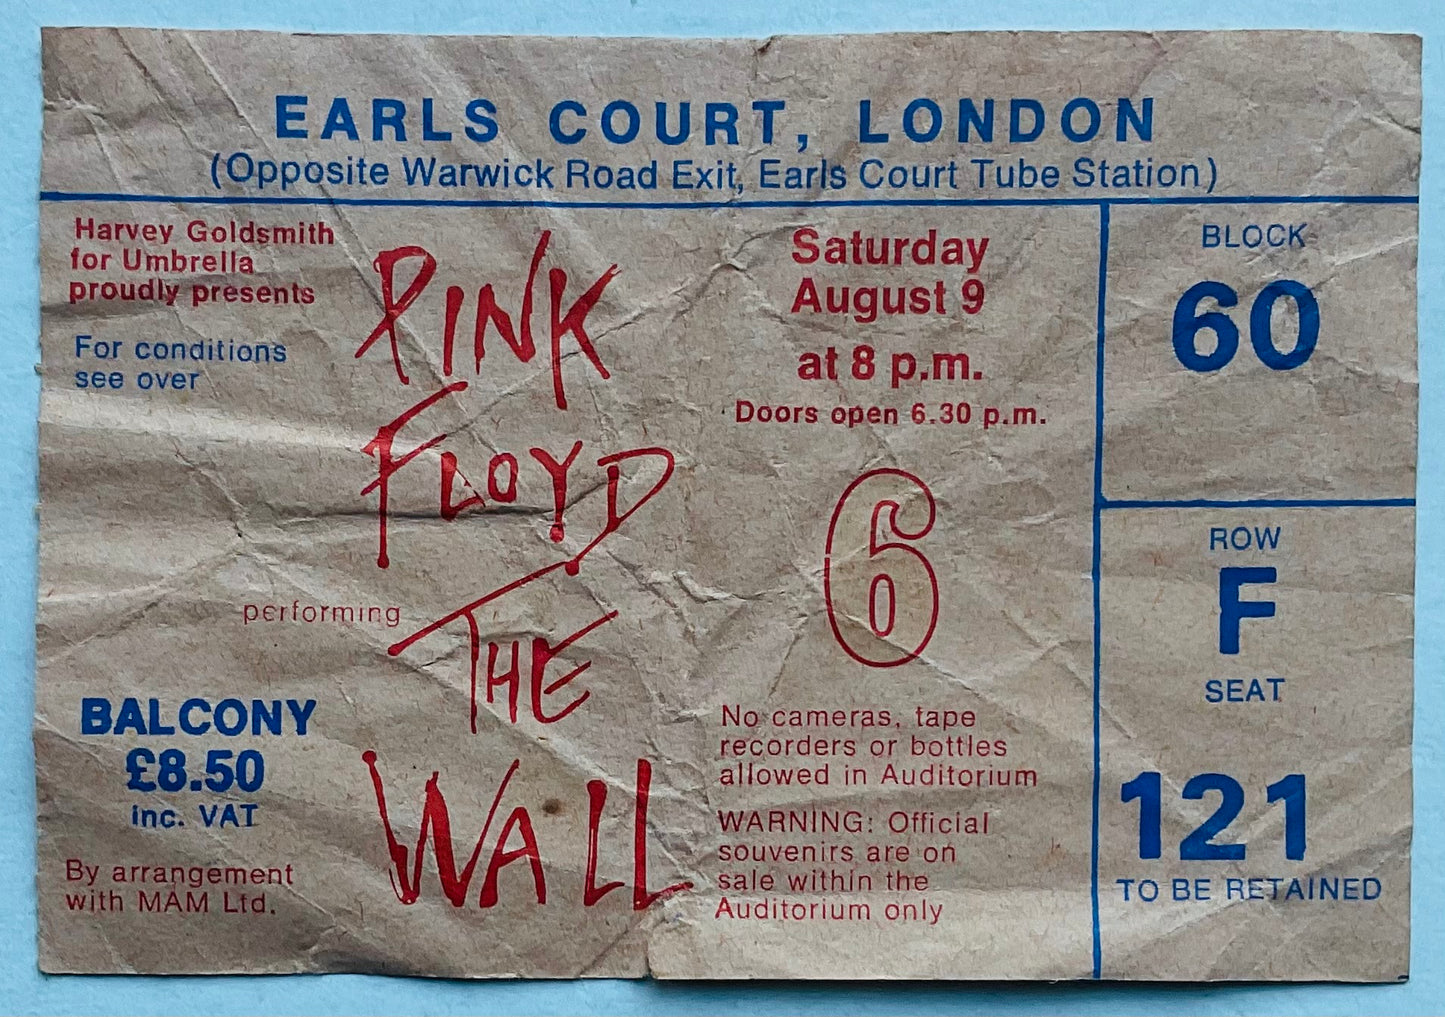 EARLS COURT, LONDON
(Opposite Warwick Road Exit, Earls Court Tube Station)
Harvey Goldsmith
for Umbrella
proudly presents
For conditions
see over
PINK
FLOYD
performing
THE
WALL
BALCONY
£8.50
inc. VAT
By arrangement
with MAM Ltd.
Saturday
August 9
at 8 p.m.
Doors open 6.30 p.m.
6
No cameras, tape
recorders or bottles
allowed in Auditorium
WARNING: Official
souvenirs are on
sale within the
Auditorium only
BLOCK
60
ROW
F
SEAT
121
TO BE RETAINED